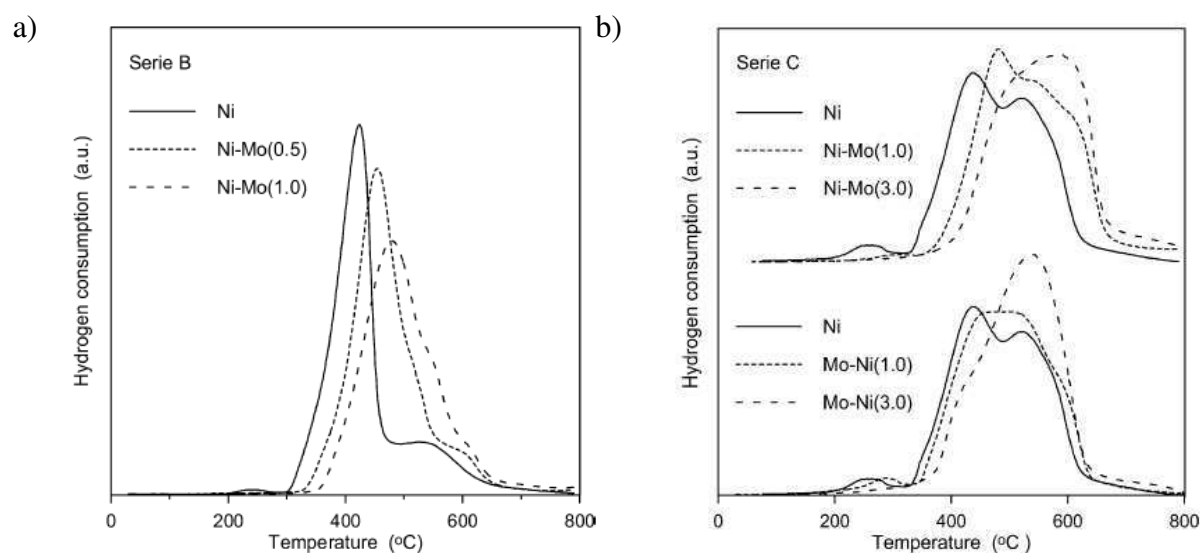 a)
Serie B
Ni
Ni-Mo(0.5)
Ni-Mo(1.0)
Hydrogen consumption (a.u.)
0 200 400 600 800
Temperature (°C)
b)
Serie C
Ni
Ni-Mo(1.0)
Ni-Mo(3.0)
Ni
Mo-Ni(1.0)
Mo-Ni(3.0)
Hydrogen consumption (a.u.)
0 200 400 600 800
Temperature (°C )